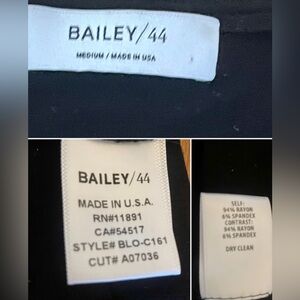 BAILEY/44
MEDIUM / MADE IN USA
BAILEY/44
MADE IN U.S.A.
RN#11891
CA#54517
STYLE# BLO-C161
CUT# A07036
SELF:
94% RAYON
6% SPANDEX
CONTRAST:
94% RAYON
6% SPANDEX
DRY CLEAN